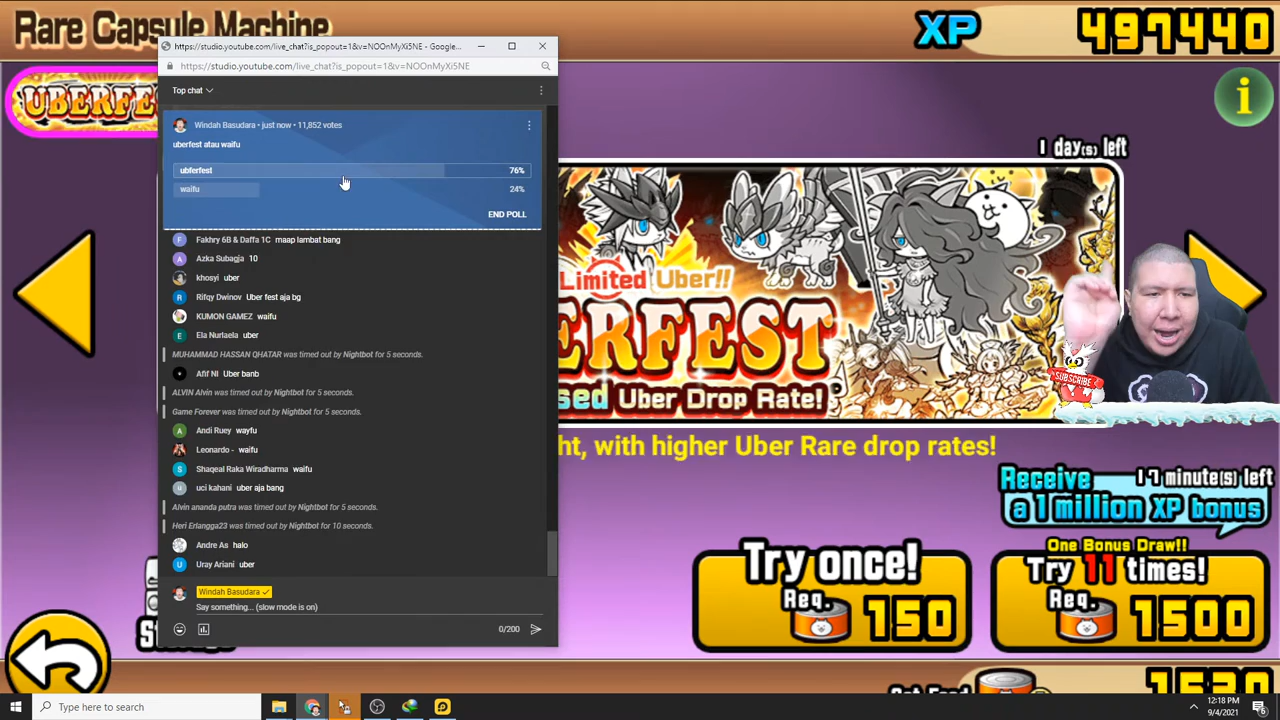 Rare Capsule Machine
XP 497440
https://studio.youtube.com/live_chat?is_popout=1&v=NOOnMyXi5NE - Google...
https://studio.youtube.com/live_chat?is_popout=1&v=NOOnMyXi5NE
Top chat
Windah Basudara • just now • 11,852 votes
uberfest atau waifu
ubferfest 76%
waifu 24%
END POLL
Fakhry 6B & Daffa 1C maap lambat bang
Azka Subagja 10
khosyi uber
Rifqy Dwinov Uber fest aja bg
KUMON GAMEZ waifu
Ela Nurlaela uber
MUHAMMAD HASSAN QHATAR was timed out by Nightbot for 5 seconds.
Afif NI Uber banb
ALVIN Alvin was timed out by Nightbot for 5 seconds.
Game Forever was timed out by Nightbot for 5 seconds.
Andi Ruey wayfu
Leonardo - waifu
Shaqeal Raka Wiradharma waifu
uci kahani uber aja bang
Alvin ananda putra was timed out by Nightbot for 5 seconds.
Heri Erlangga23 was timed out by Nightbot for 10 seconds.
Andre As halo
Uray Ariani uber
Windah Basudara
Say something... (slow mode is on)
0/200
UBERFEST
i
1 day(s) left
Limited Uber!!
ERFEST
sed Uber Drop Rate!
ht, with higher Uber Rare drop rates!
SUBSCRIBE
Receive 17 minute(s) left
a 1 million XP bonus
Try once!
Req. 150
One Bonus Draw!!
Try 11 times!
Req. 1500
St
Get Food 1530
Type here to search
12:18 PM
9/4/2021
6